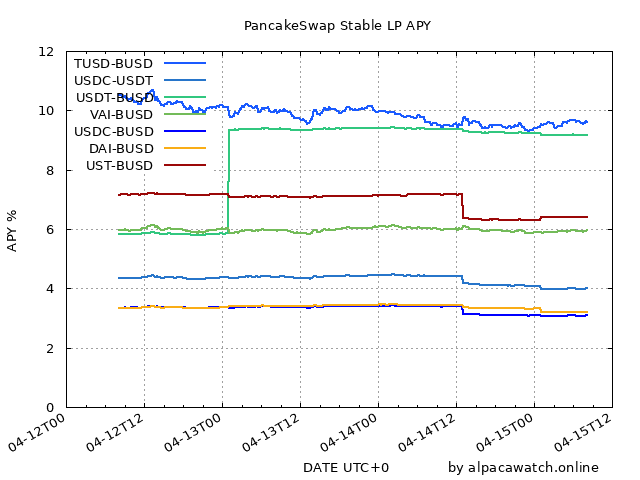 PancakeSwap Stable LP APY
12
10
8
6
4
2
0
APY %
TUSD-BUSD
USDC-USDT
USDT-BUSD
VAI-BUSD
USDC-BUSD
DAI-BUSD
UST-BUSD
04-12T00
04-12T12
04-13T00
04-13T12
04-14T00
04-14T12
04-15T00
04-15T12
DATE UTC+0
by alpacawatch.online